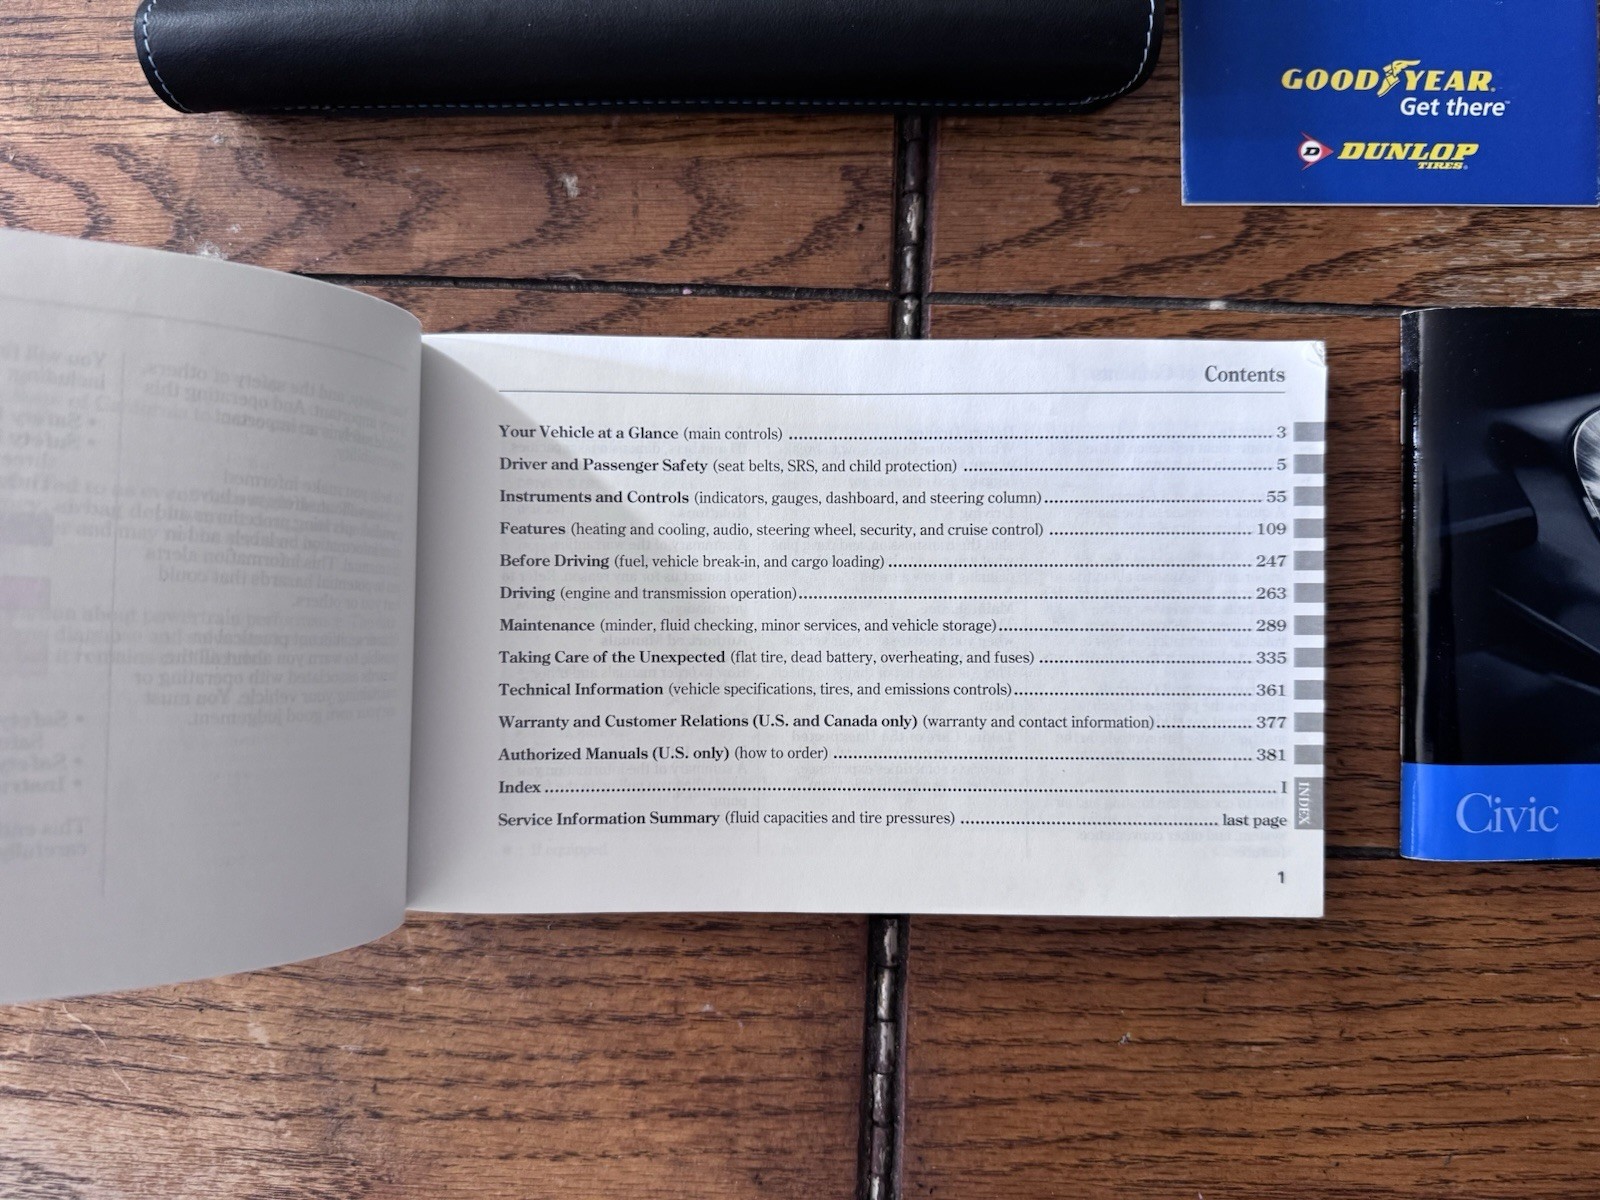 GOOD YEAR
Get there
D DUNLOP
TIRES
Contents
Your Vehicle at a Glance (main controls) ........ 3
Driver and Passenger Safety (seat belts, SRS, and child protection) ........ 5
Instruments and Controls (indicators, gauges, dashboard, and steering column) ........ 55
Features (heating and cooling, audio, steering wheel, security, and cruise control) ........ 109
Before Driving (fuel, vehicle break-in, and cargo loading) ........ 247
Driving (engine and transmission operation) ........ 263
Maintenance (minder, fluid checking, minor services, and vehicle storage) ........ 289
Taking Care of the Unexpected (flat tire, dead battery, overheating, and fuses) ........ 335
Technical Information (vehicle specifications, tires, and emissions controls) ........ 361
Warranty and Customer Relations (U.S. and Canada only) (warranty and contact information) ........ 377
Authorized Manuals (U.S. only) (how to order) ........ 381
Index ........ I
INDEX
Service Information Summary (fluid capacities and tire pressures) ........ last page
1
Civic